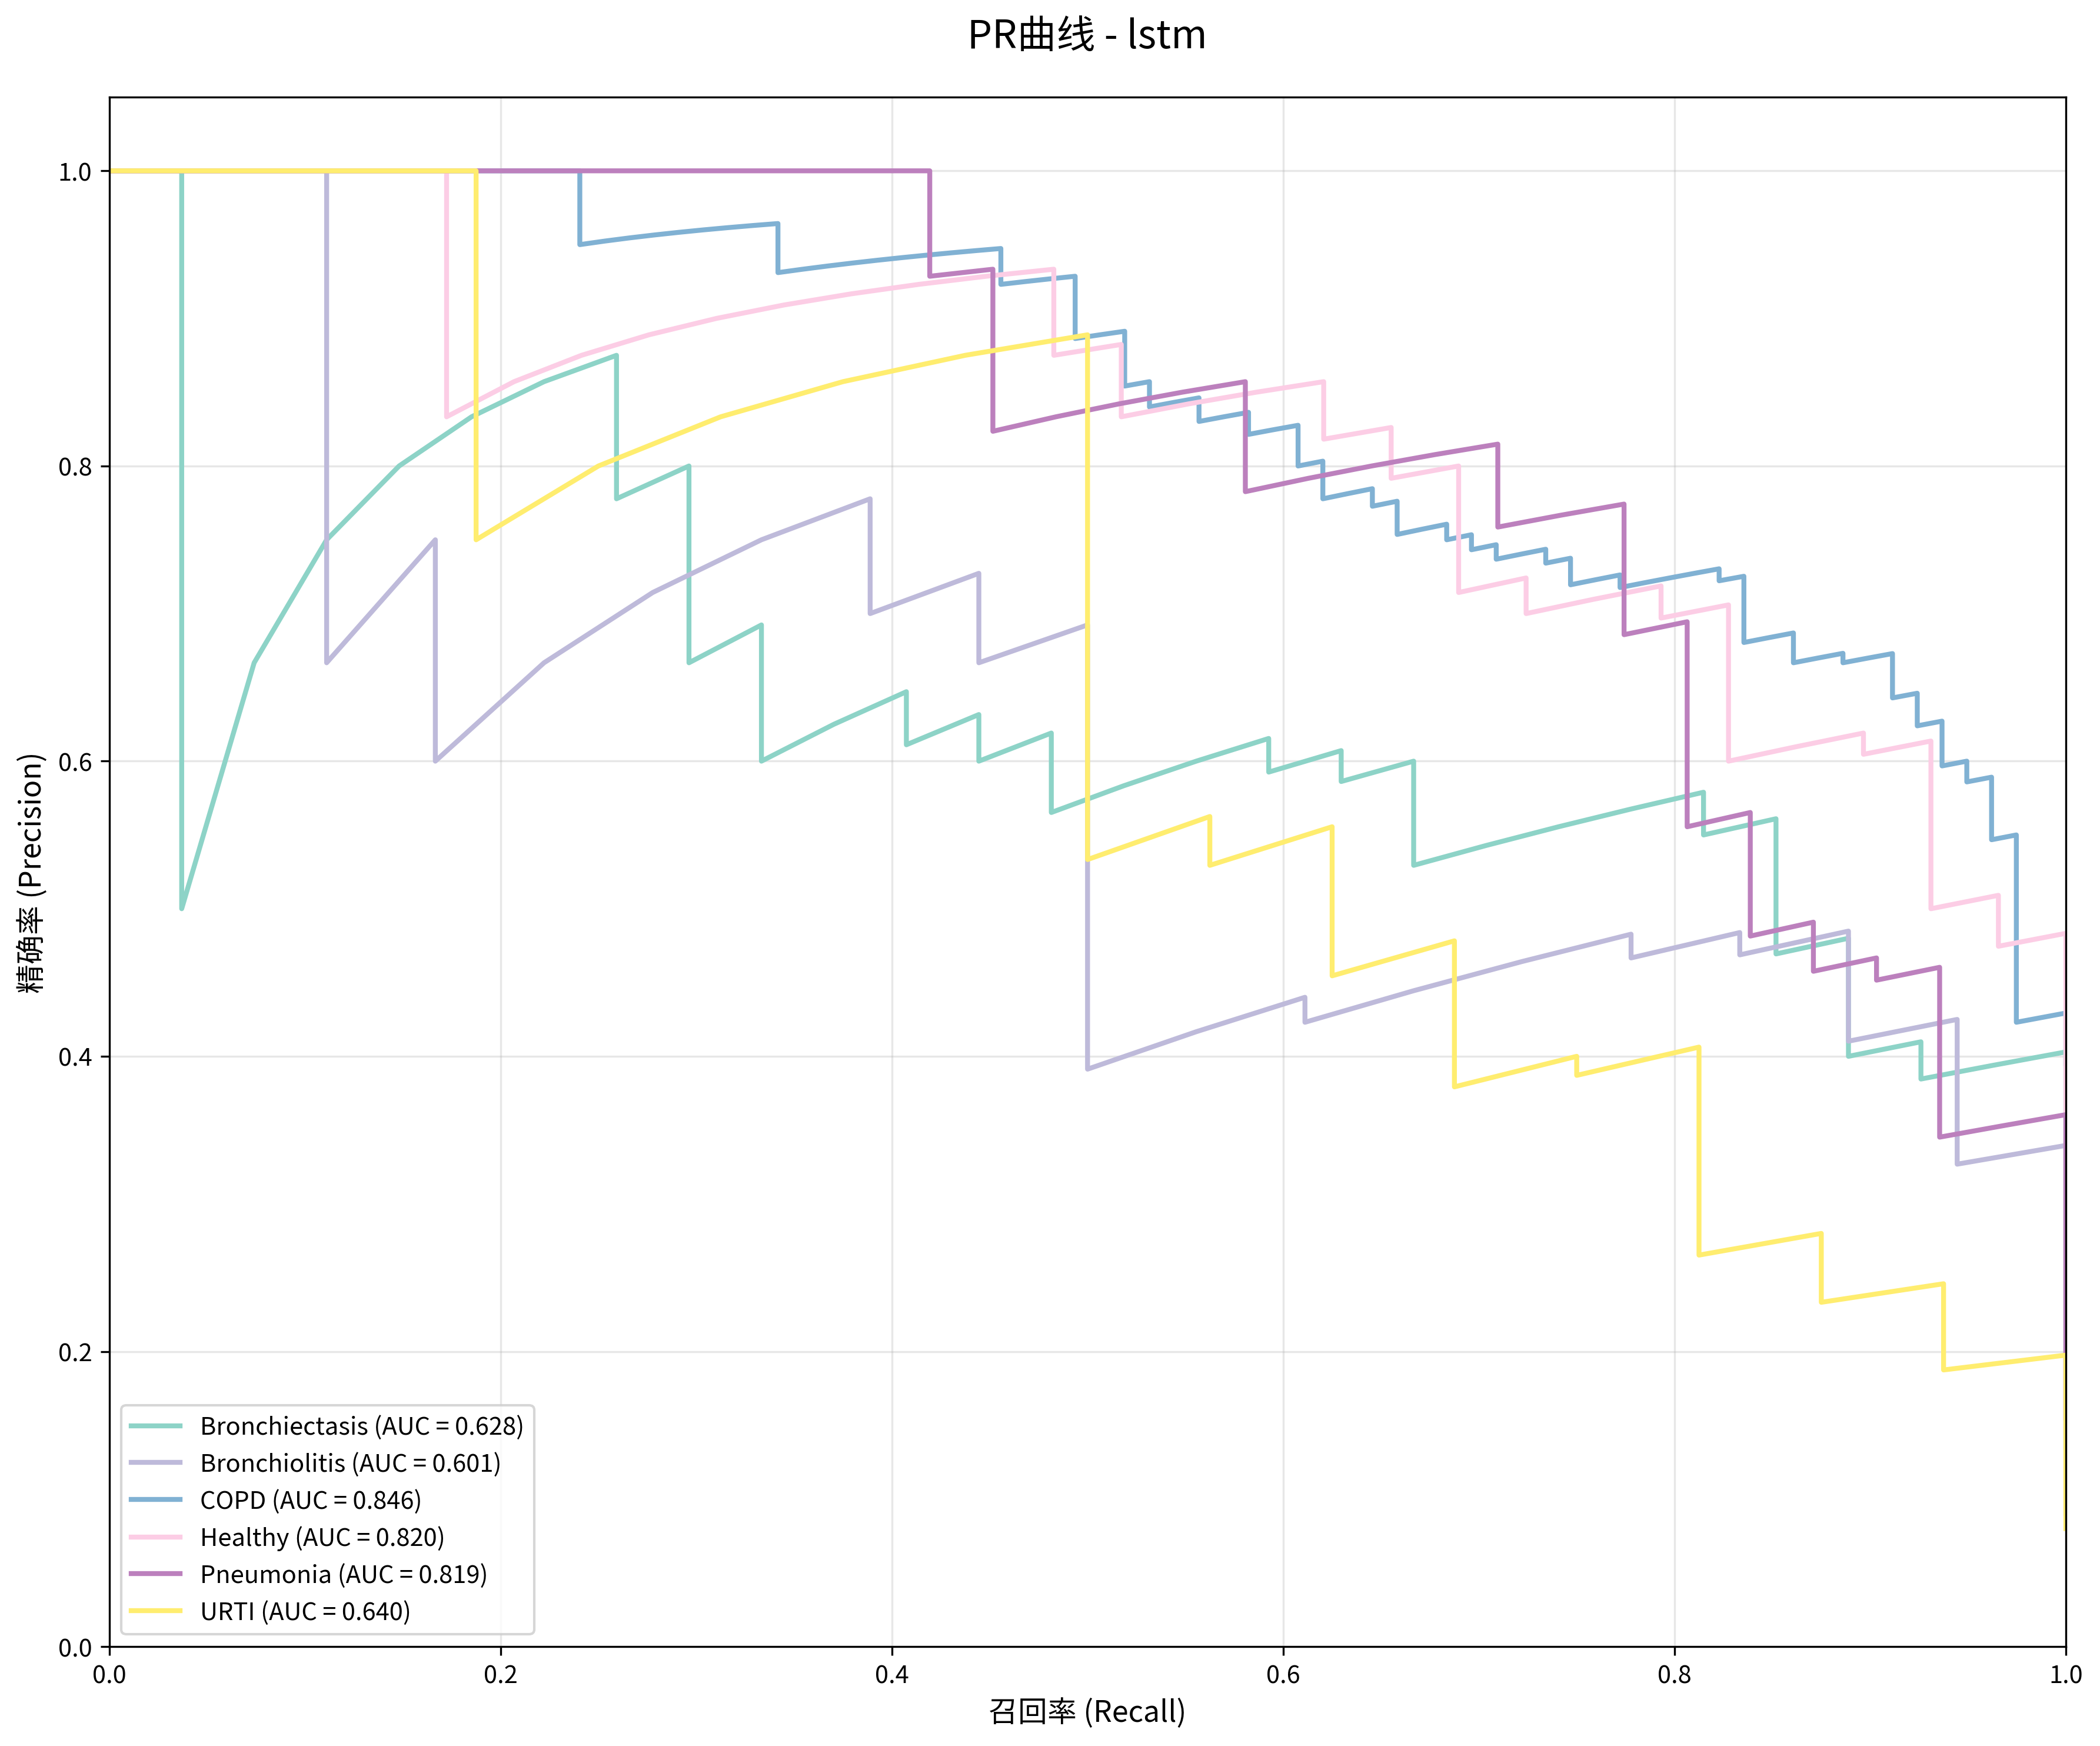 PR曲线 - lstm
精确率 (Precision)
1.0
0.8
0.6
0.4
0.2
0.0
Bronchiectasis (AUC = 0.628)
Bronchiolitis (AUC = 0.601)
COPD (AUC = 0.846)
Healthy (AUC = 0.820)
Pneumonia (AUC = 0.819)
URTI (AUC = 0.640)
0.0 0.2 0.4 0.6 0.8 1.0
召回率 (Recall)